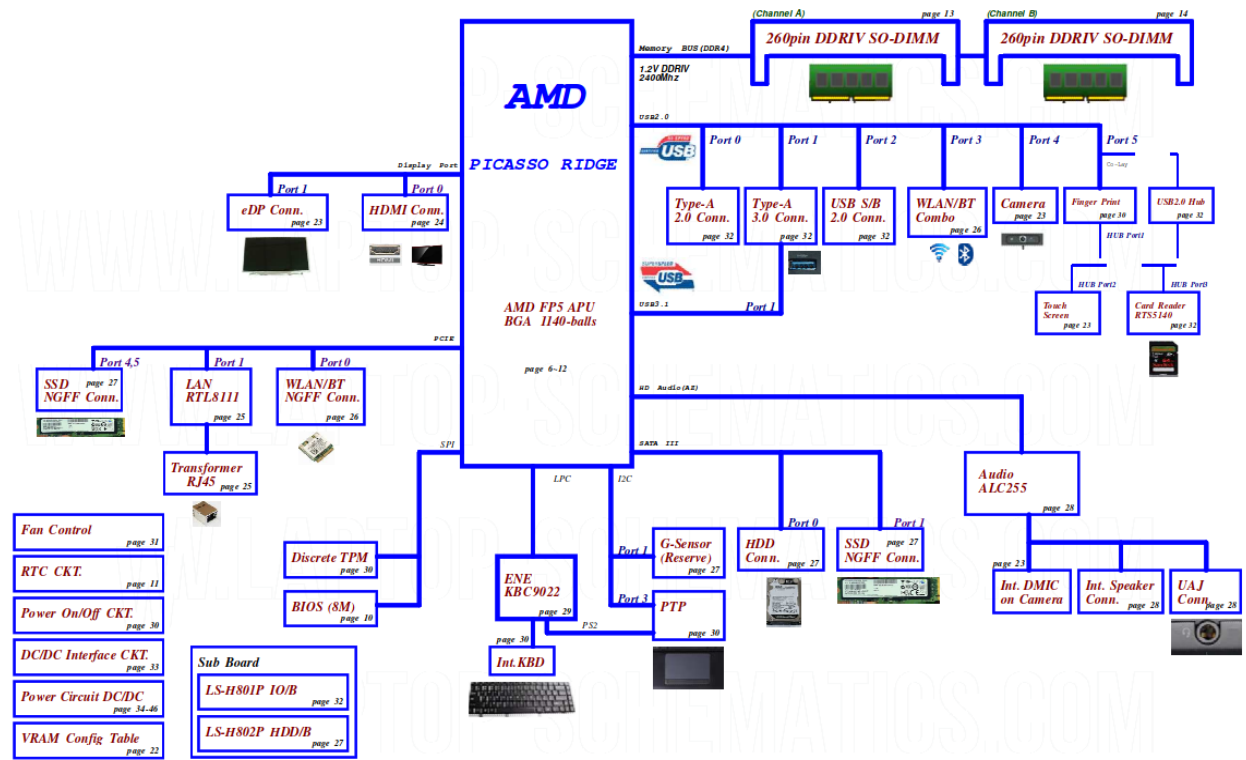 (Channel A)
page 13
260pin DDRIV SO-DIMM
(Channel B)
page 14
260pin DDRIV SO-DIMM
Memory BUS(DDR4)
1.2V DDRIV
2400Mhz
AMD
PICASSO RIDGE
AMD FP5 APU
BGA 1140-balls
page 6~12
USB2.0
USB
Port 0
Port 1
Port 2
Port 3
Port 4
Port 5
Co-Lay
Type-A
2.0 Conn.
page 32
Type-A
3.0 Conn.
page 32
USB S/B
2.0 Conn.
page 32
WLAN/BT
Combo
page 26
Camera
page 23
Finger Print
page 30
USB2.0 Hub
page 32
HUB Port1
HUB Port2
HUB Port3
Touch
Screen
page 23
Card Reader
RTS5140
page 32
USB
USB3.1
Port 1
Display Port
Port 1
Port 0
eDP Conn.
page 23
HDMI Conn.
page 24
PCIE
Port 4,5
Port 1
Port 0
SSD
page 27
NGFF Conn.
LAN
RTL8111
page 25
WLAN/BT
NGFF Conn.
page 26
Transformer
RJ45
page 25
SPI
Discrete TPM
page 30
BIOS (8M)
page 10
HD Audio(AZ)
SATA III
Port 0
HDD
Conn.
page 27
Port 1
SSD
page 27
NGFF Conn.
Audio
ALC255
page 28
page 23
Int. DMIC
on Camera
Int. Speaker
Conn.
page 28
UAJ
Conn.
page 28
LPC
I2C
ENE
KBC9022
page 29
Port 1
G-Sensor
(Reserve)
page 27
Port 3
PTP
page 30
PS2
page 30
Int.KBD
Fan Control
page 31
RTC CKT.
page 11
Power On/Off CKT.
page 30
DC/DC Interface CKT.
page 33
Power Circuit DC/DC
page 34-46
VRAM Config Table
page 22
Sub Board
LS-H801P IO/B
page 32
LS-H802P HDD/B
page 27
WWW.LAPTOP-SCHEMATICS.COM